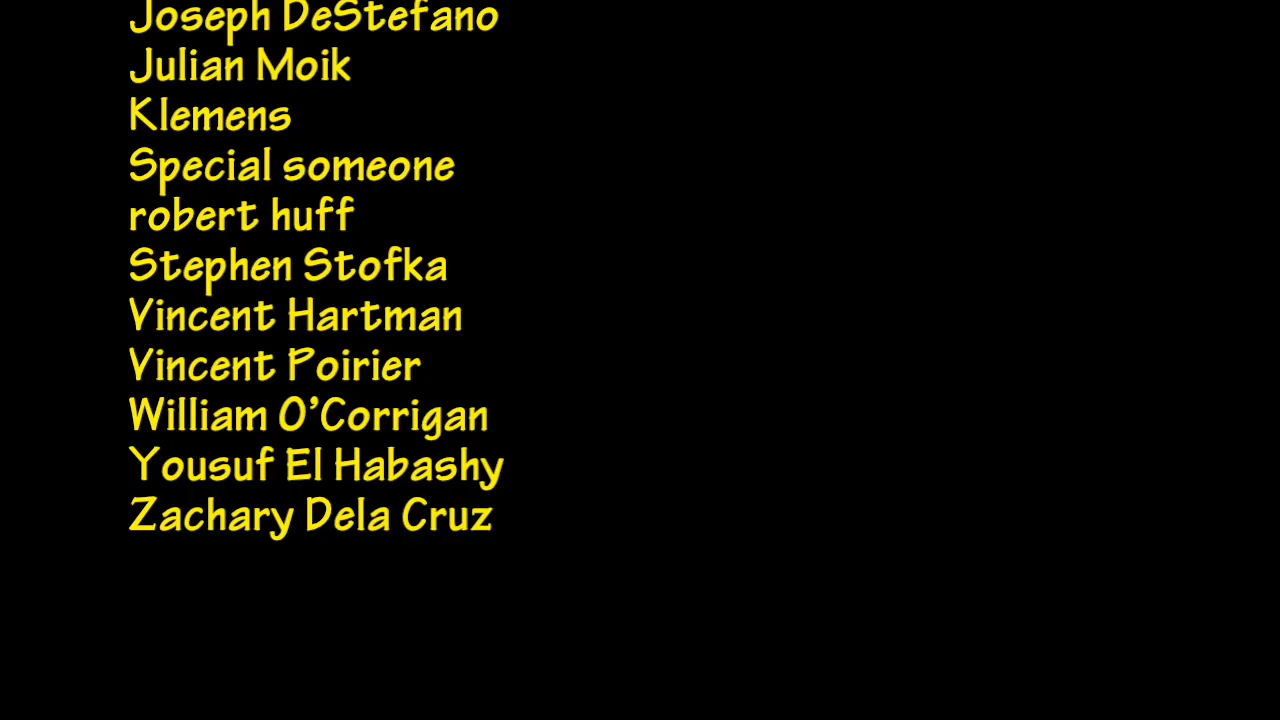 Joseph DeStefano
Julian Moik
Klemens
Special someone
robert huff
Stephen Stofka
Vincent Hartman
Vincent Poirier
William O’Corrigan
Yousuf El Habashy
Zachary Dela Cruz